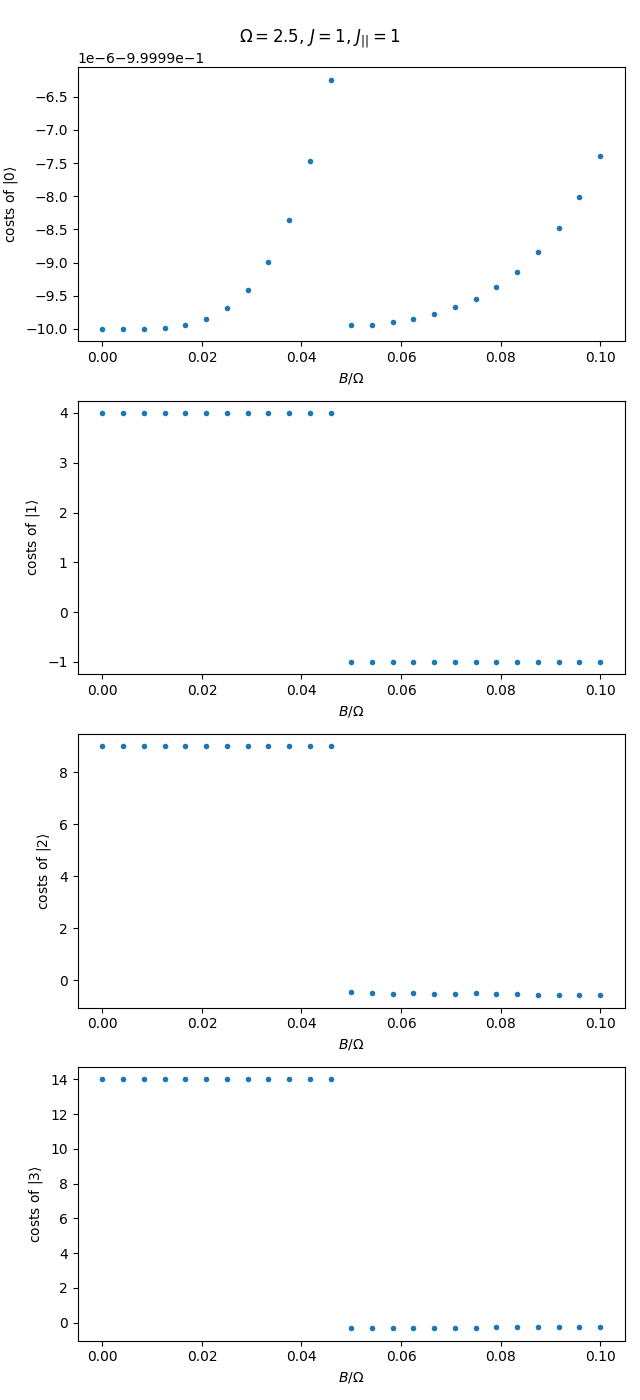 Ω = 2.5, J = 1, J_{||} = 1
1e−6−9.9999e−1
−6.5
−7.0
−7.5
−8.0
−8.5
−9.0
−9.5
−10.0
costs of |0⟩
0.00 0.02 0.04 0.06 0.08 0.10
B/Ω
4
3
2
1
0
−1
costs of |1⟩
0.00 0.02 0.04 0.06 0.08 0.10
B/Ω
8
6
4
2
0
costs of |2⟩
0.00 0.02 0.04 0.06 0.08 0.10
B/Ω
14
12
10
8
6
4
2
0
costs of |3⟩
0.00 0.02 0.04 0.06 0.08 0.10
B/Ω